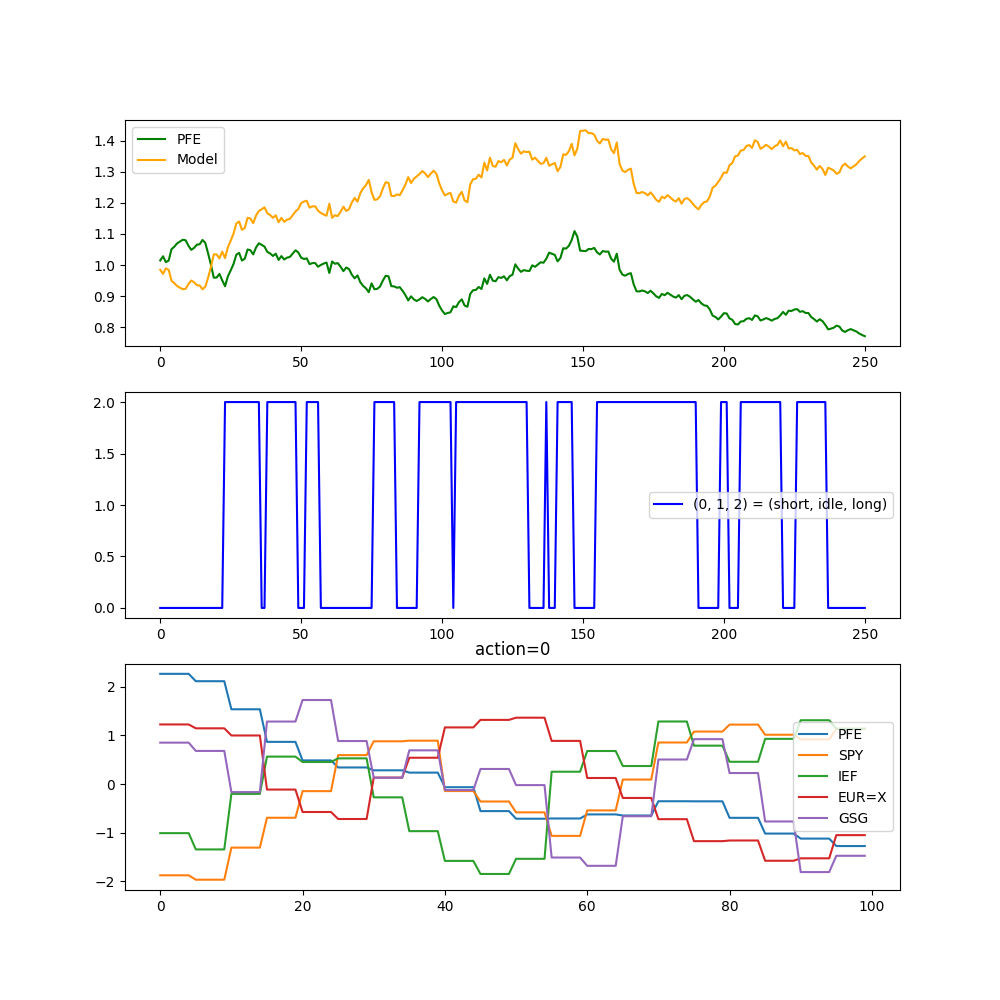 PFE
Model
1.4
1.3
1.2
1.1
1.0
0.9
0.8
0 50 100 150 200 250
2.0
1.5
1.0
0.5
0.0
(0, 1, 2) = (short, idle, long)
0 50 100 150 200 250
action=0
2
1
0
−1
−2
PFE
SPY
IEF
EUR=X
GSG
0 20 40 60 80 100